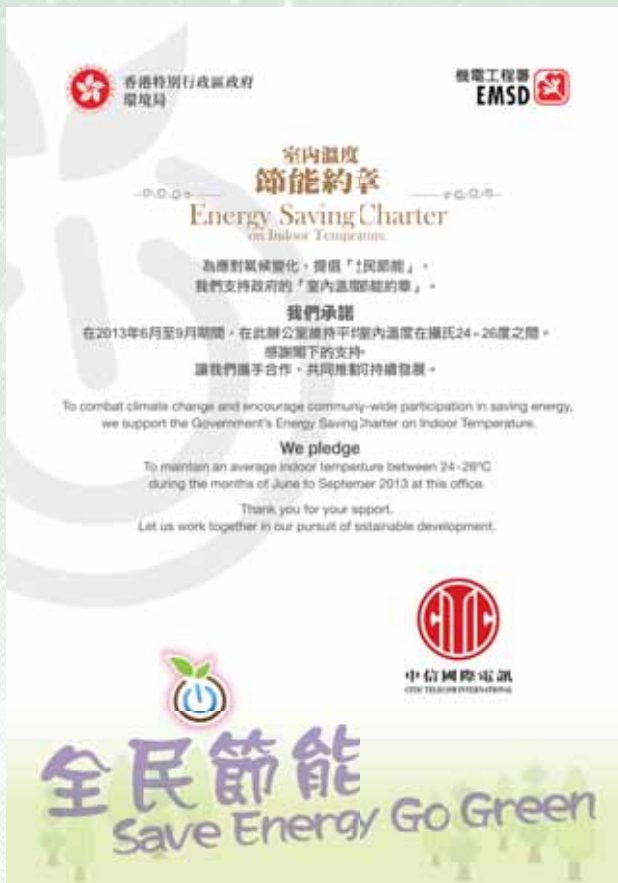 香港特別行政區政府
環境局
機電工程署
EMSD
室內溫度
節能約章
Energy Saving Charter
on Indoor Temperature
為應對氣候變化，提倡「全民節能」，
我們支持政府的「室內溫度節能約章」。
我們承諾
在2013年6月至9月期間，在此辦公室維持平均室內溫度在攝氏24-26度之間。
感謝閣下的支持。
讓我們攜手合作，共同推動可持續發展。
To combat climate change and encourage community-wide participation in saving energy,
we support the Government's Energy Saving Charter on Indoor Temperature.
We pledge
To maintain an average indoor temperature between 24-26°C
during the months of June to September 2013 at this office.
Thank you for your support.
Let us work together in our pursuit of sustainable development.
中信國際電訊
CITIC TELECOM INTERNATIONAL
全民節能
Save Energy Go Green